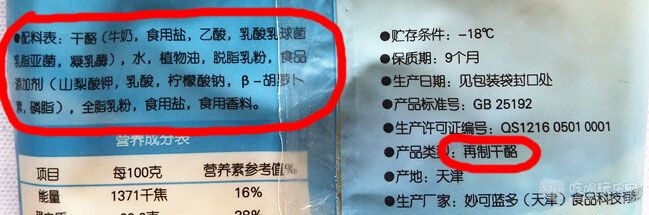 ●配料表：干酪（牛奶，食用盐，乙酸，乳酸乳球菌
乳脂亚菌，凝乳酶），水，植物油，脱脂乳粉，食品
添加剂（山梨酸钾，乳酸，柠檬酸钠，β-胡萝卜
素，磷脂），全脂乳粉，食用盐，食用香料。
营养成分表
项目 每100克 营养素参考值%
能量 1371千焦 16%
28%
●贮存条件：-18℃
●保质期：9个月
●生产日期：见包装袋封口处
●产品标准号：GB 25192
●生产许可证编号：QS1216 0501 0001
●产品类型：再制干酪
●产地：天津
●生产厂家：妙可蓝多（天津）食品科技有限